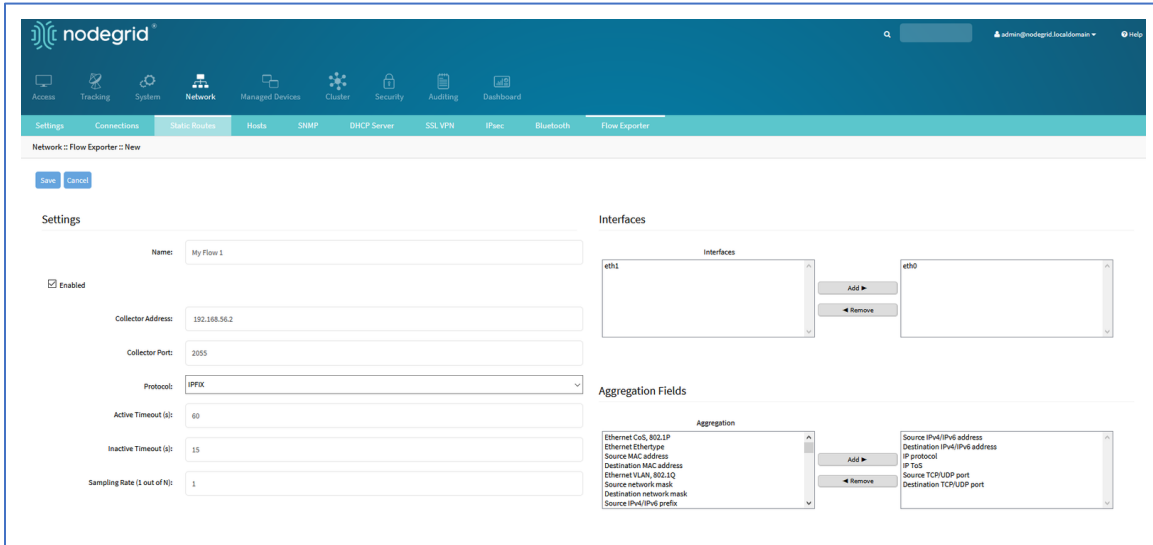 nodegrid®
admin@nodegrid.localdomain
Help
Access Tracking System Network Managed Devices Cluster Security Auditing Dashboard
Settings Connections Static Routes Hosts SNMP DHCP Server SSL VPN IPsec Bluetooth Flow Exporter
Network :: Flow Exporter :: New
Save Cancel
Settings
Name: My Flow 1
Enabled
Collector Address: 192.168.56.2
Collector Port: 2055
Protocol: IPFIX
Active Timeout (s): 60
Inactive Timeout (s): 15
Sampling Rate (1 out of N): 1
Interfaces
Interfaces
eth1
Add ►
◄ Remove
eth0
Aggregation Fields
Aggregation
Ethernet CoS, 802.1P
Ethernet Ethertype
Source MAC address
Destination MAC address
Ethernet VLAN, 802.1Q
Source network mask
Destination network mask
Source IPv4/IPv6 prefix
Add ►
◄ Remove
Source IPv4/IPv6 address
Destination IPv4/IPv6 address
IP protocol
IP ToS
Source TCP/UDP port
Destination TCP/UDP port